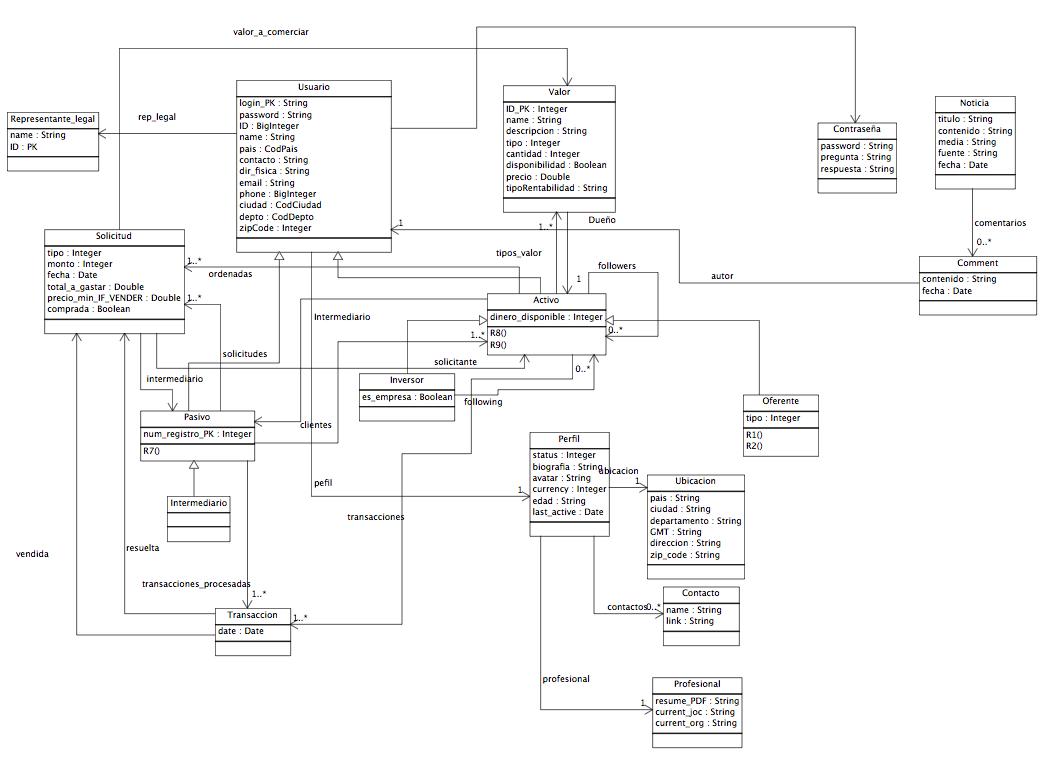 valor_a_comerciar
Usuario
login_PK : String
password : String
ID : BigInteger
name : String
pais : CodPais
contacto : String
dir_fisica : String
email : String
phone : BigInteger
ciudad : CodCiudad
depto : CodDepto
zipCode : Integer
Valor
ID_PK : Integer
name : String
descripcion : String
tipo : Integer
cantidad : Integer
disponibilidad : Boolean
precio : Double
tipoRentabilidad : String
Noticia
titulo : String
contenido : String
media : String
fuente : String
fecha : Date
Representante_legal
name : String
ID : PK
rep_legal
Contraseña
password : String
pregunta : String
respuesta : String
Dueño
1
1..*
comentarios
0..*
Solicitud
tipo : Integer
monto : Integer
fecha : Date
total_a_gastar : Double
precio_min_IF_VENDER : Double
comprada : Boolean
1..*
ordenadas
1..*
tipos_valor
1
followers
autor
Comment
contenido : String
fecha : Date
Activo
dinero_disponible : Integer
R8()
R9()
Intermediario
1..*
0..*
solicitudes
solicitante
0..*
intermediario
Inversor
es_empresa : Boolean
following
Oferente
tipo : Integer
R1()
R2()
Pasivo
num_registro_PK : Integer
R7()
clientes
Perfil
status : Integer
biografia : String
avatar : String
currency : Integer
edad : String
last_active : Date
ubicacion
1
Ubicacion
pais : String
ciudad : String
departamento : String
GMT : String
direccion : String
zip_code : String
pefil
1
Intermediario
transacciones
vendida
resuelta
transacciones_procesadas
1..*
Contacto
name : String
link : String
contactos
0..*
Transaccion
date : Date
1..*
profesional
1
Profesional
resume_PDF : String
current_joc : String
current_org : String